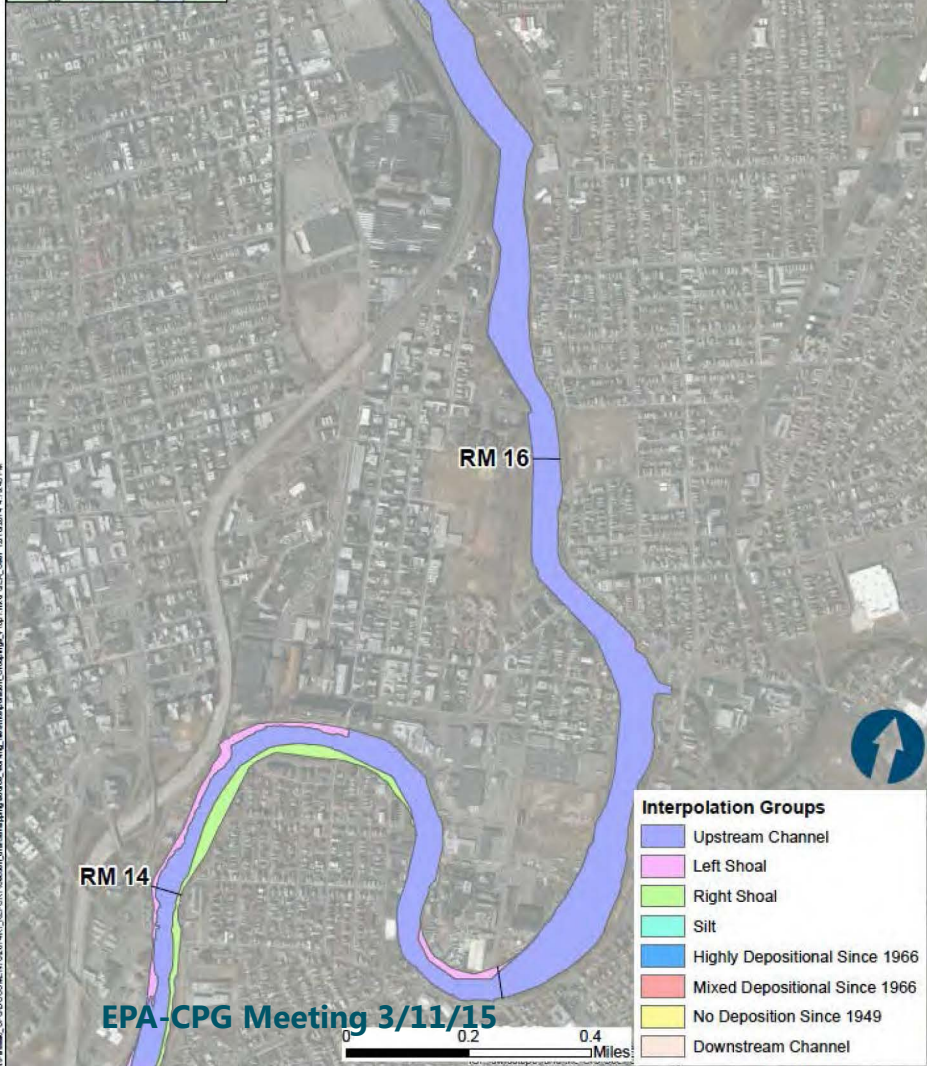 RM 16
RM 14
EPA-CPG Meeting 3/11/15
0 0.2 0.4
Miles
Interpolation Groups
Upstream Channel
Left Shoal
Right Shoal
Silt
Highly Depositional Since 1966
Mixed Depositional Since 1966
No Deposition Since 1949
Downstream Channel